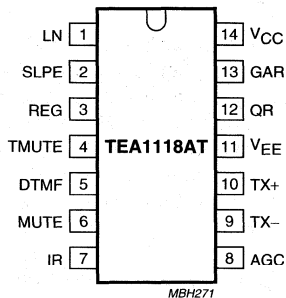 LN 1 14 VCC
SLPE 2 13 GAR
REG 3 12 QR
TMUTE 4 TEA1118AT 11 VEE
DTMF 5 10 TX+
MUTE 6 9 TX−
IR 7 8 AGC
MBH271